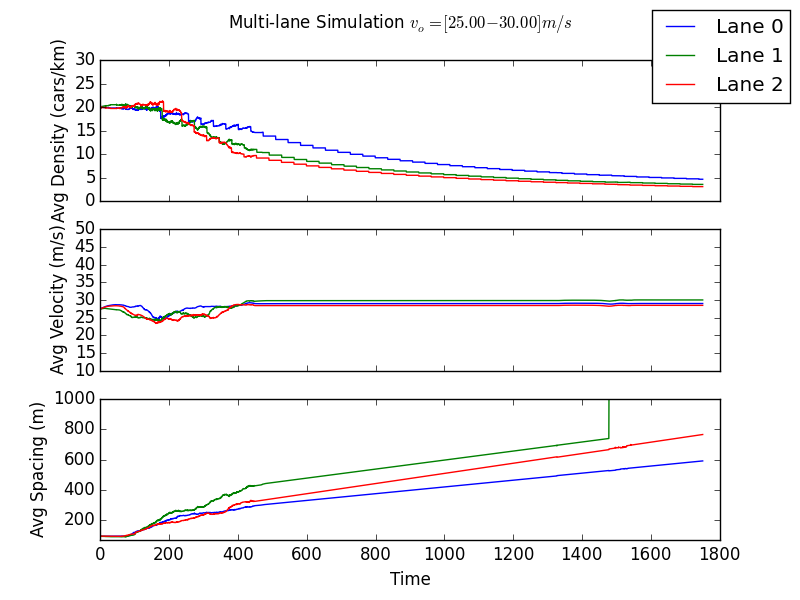 Multi-lane Simulation v_o = [25.00−30.00]m/s
Lane 0
Lane 1
Lane 2
Avg Density (cars/km)
30
25
20
15
10
5
0
Avg Velocity (m/s)
50
45
40
35
30
25
20
15
10
Avg Spacing (m)
1000
800
600
400
200
0 200 400 600 800 1000 1200 1400 1600 1800
Time